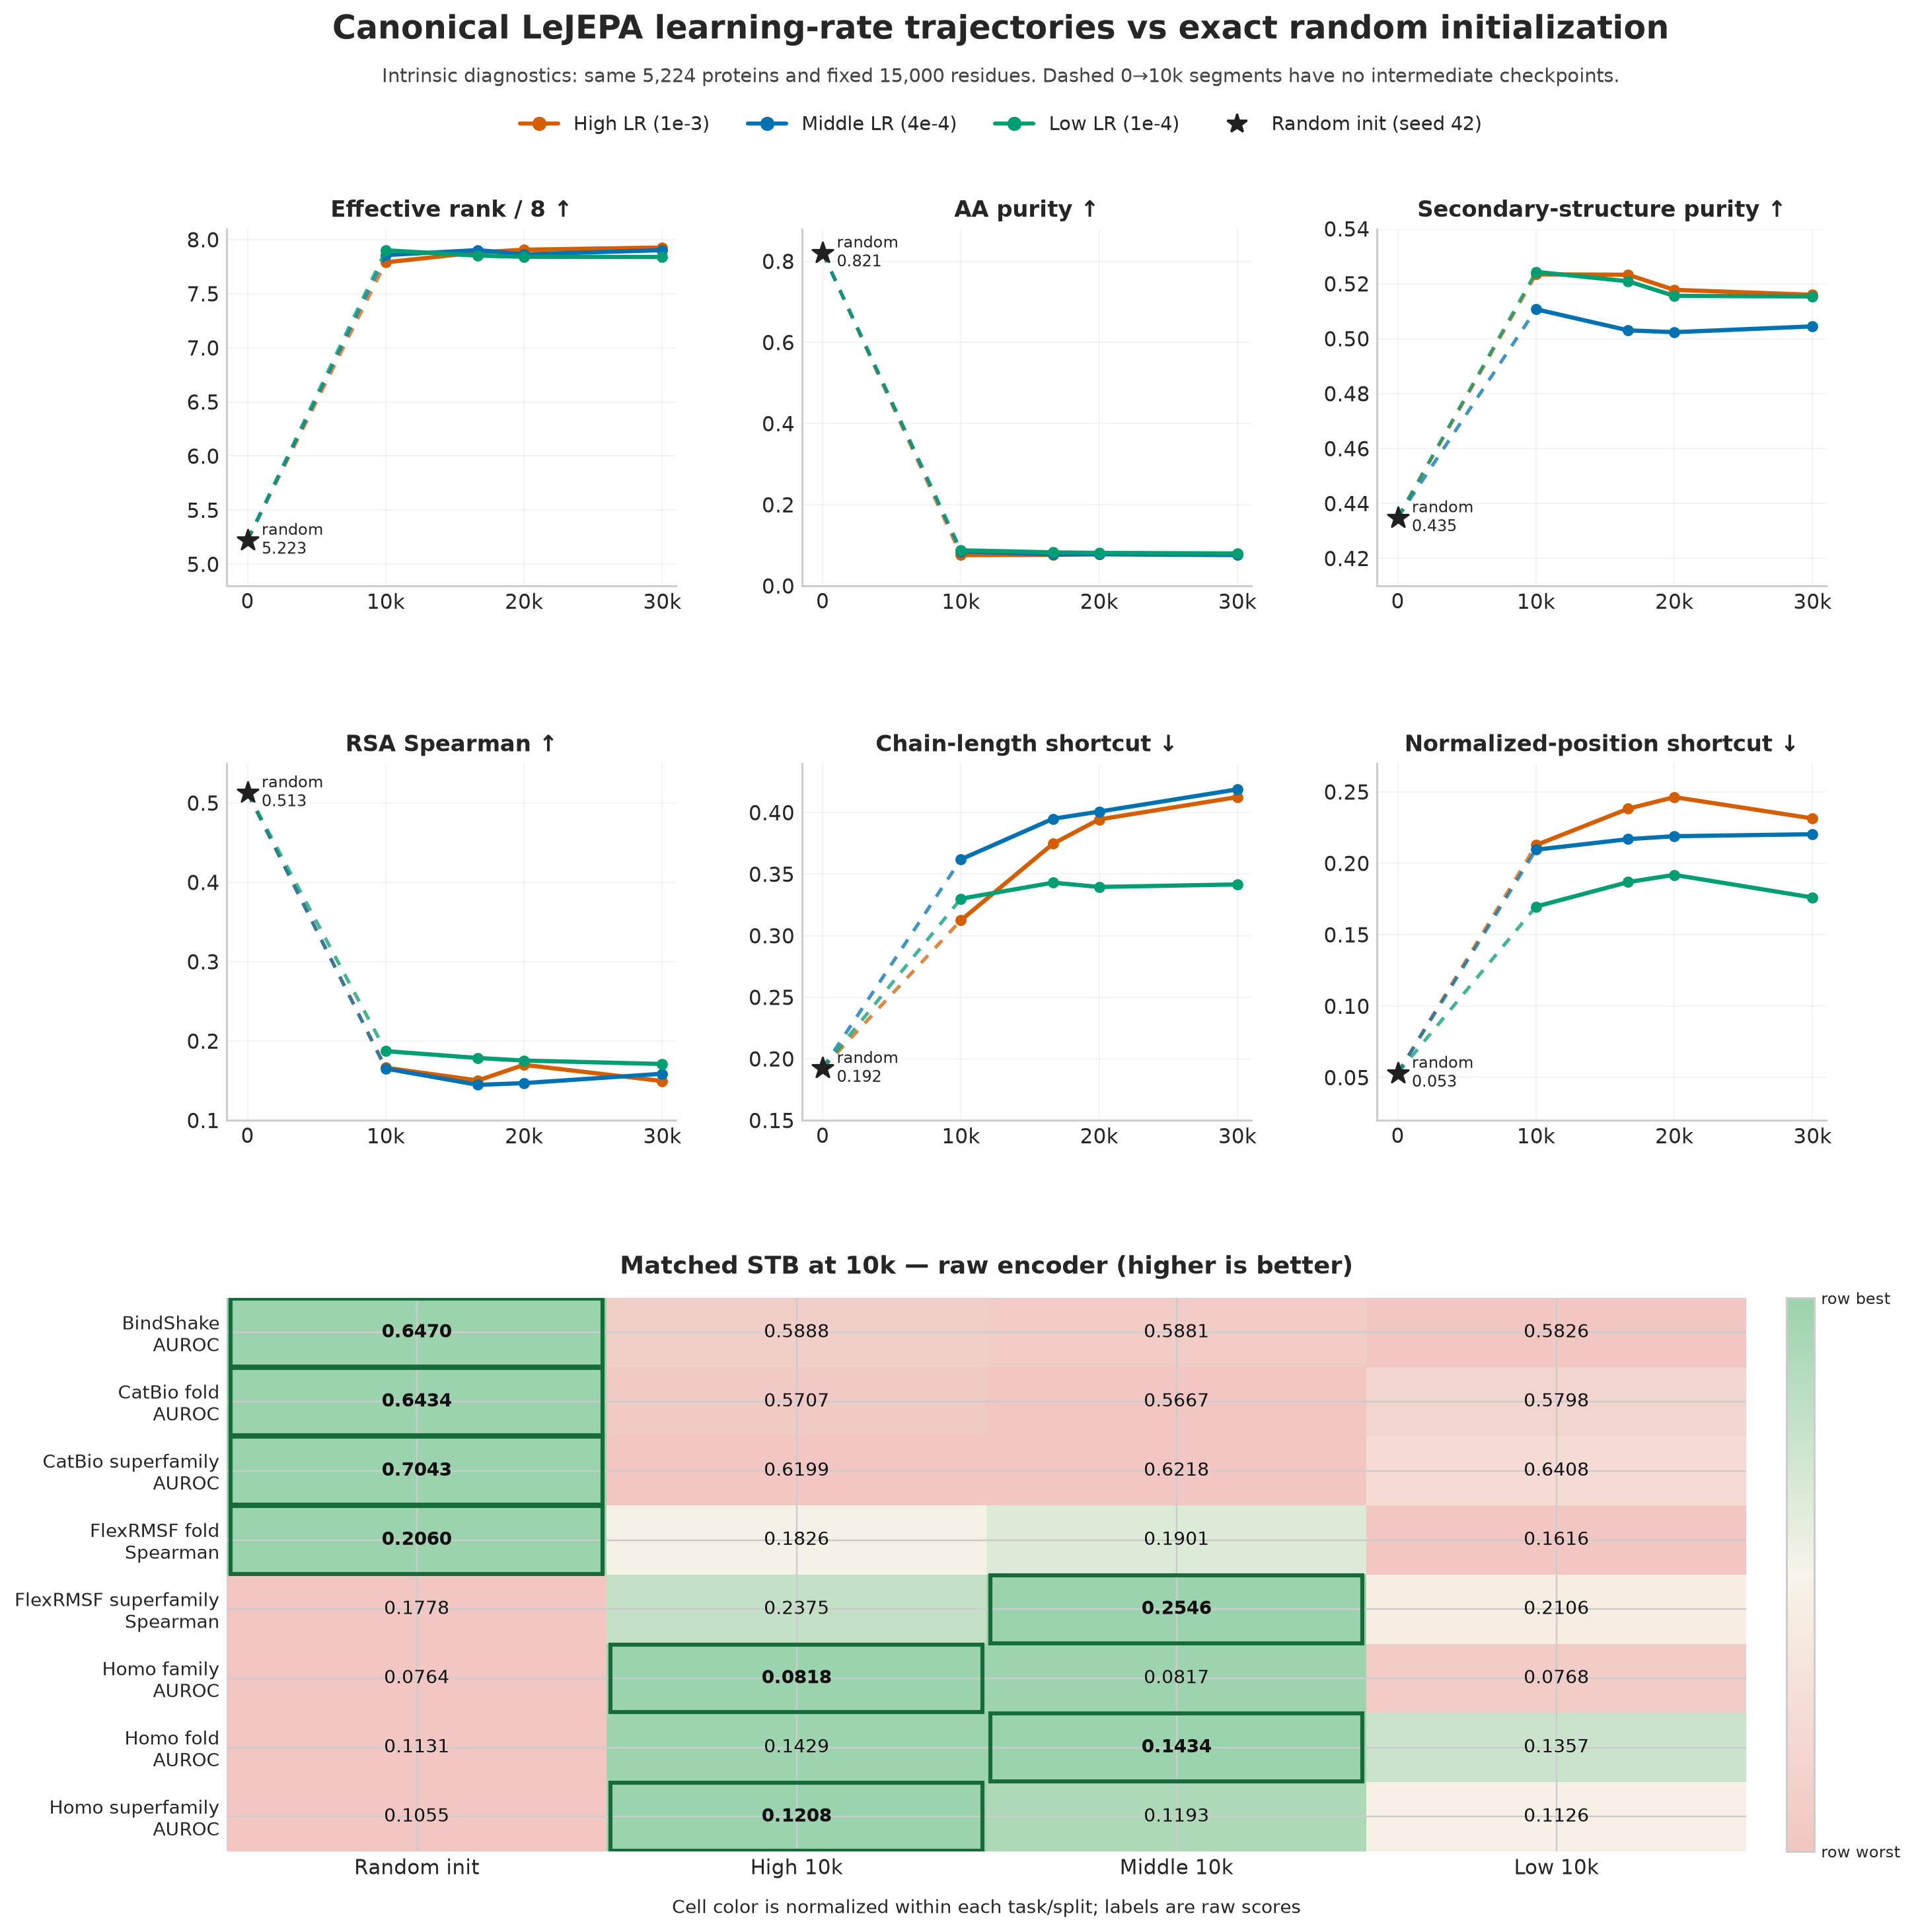 Canonical LeJEPA learning-rate trajectories vs exact random initialization
Intrinsic diagnostics: same 5,224 proteins and fixed 15,000 residues. Dashed 0→10k segments have no intermediate checkpoints.
High LR (1e-3)
Middle LR (4e-4)
Low LR (1e-4)
Random init (seed 42)
Effective rank / 8 ↑
8.0
7.5
7.0
6.5
6.0
5.5
5.0
random
5.223
0
10k
20k
30k
AA purity ↑
0.8
0.6
0.4
0.2
0.0
random
0.821
0
10k
20k
30k
Secondary-structure purity ↑
0.54
0.52
0.50
0.48
0.46
0.44
0.42
random
0.435
0
10k
20k
30k
RSA Spearman ↑
0.5
0.4
0.3
0.2
0.1
random
0.513
0
10k
20k
30k
Chain-length shortcut ↓
0.40
0.35
0.30
0.25
0.20
0.15
random
0.192
0
10k
20k
30k
Normalized-position shortcut ↓
0.25
0.20
0.15
0.10
0.05
random
0.053
0
10k
20k
30k
Matched STB at 10k — raw encoder (higher is better)
BindShake
AUROC
0.6470
0.5888
0.5881
0.5826
CatBio fold
AUROC
0.6434
0.5707
0.5667
0.5798
CatBio superfamily
AUROC
0.7043
0.6199
0.6218
0.6408
FlexRMSF fold
Spearman
0.2060
0.1826
0.1901
0.1616
FlexRMSF superfamily
Spearman
0.1778
0.2375
0.2546
0.2106
Homo family
AUROC
0.0764
0.0818
0.0817
0.0768
Homo fold
AUROC
0.1131
0.1429
0.1434
0.1357
Homo superfamily
AUROC
0.1055
0.1208
0.1193
0.1126
Random init
High 10k
Middle 10k
Low 10k
row best
row worst
Cell color is normalized within each task/split; labels are raw scores